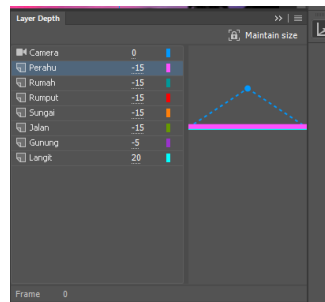 Layer Depth
Maintain size
Camera 0
Perahu -15
Rumah -15
Rumput -15
Sungai -15
Jalan -15
Gunung -5
Langit 20
Frame 0